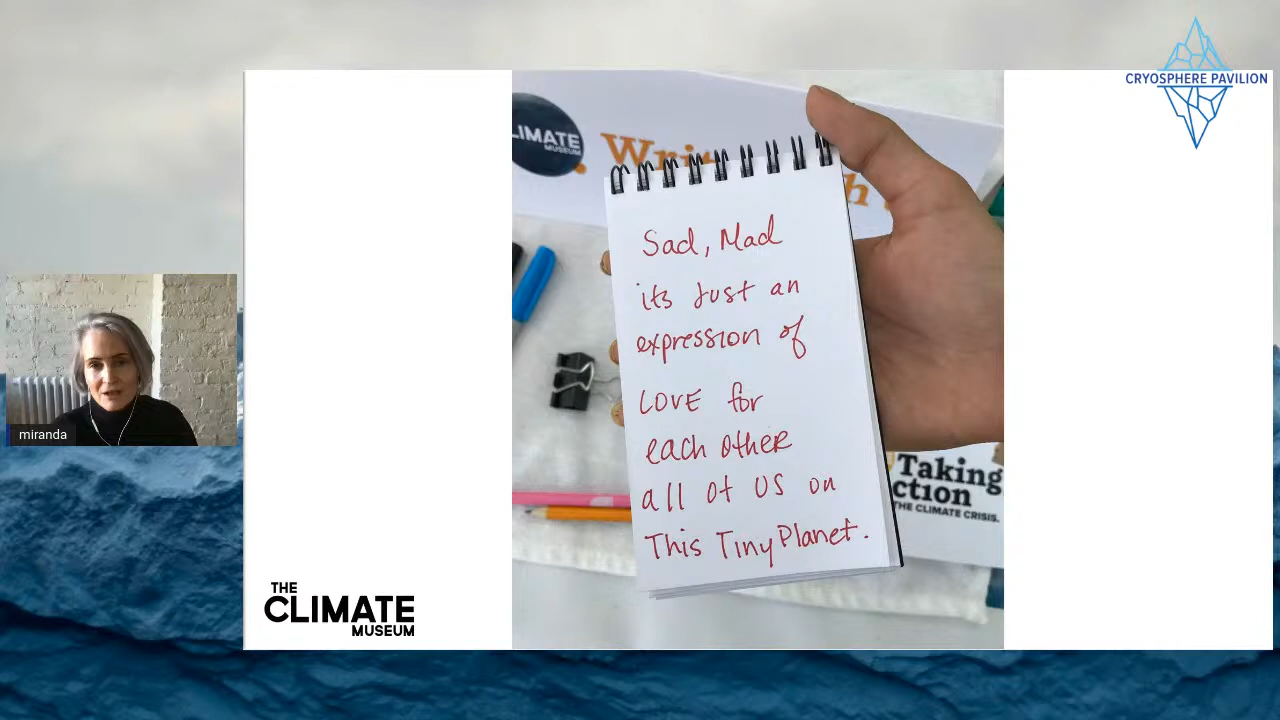 CRYOSPHERE PAVILION
LIMATE
MUSEUM
Sad, Mad
its Just an
expression of
LOVE for
each other
all of US on
This Tiny Planet.
Taking
ction
THE CLIMATE CRISIS.
miranda
THE
CLIMATE
MUSEUM